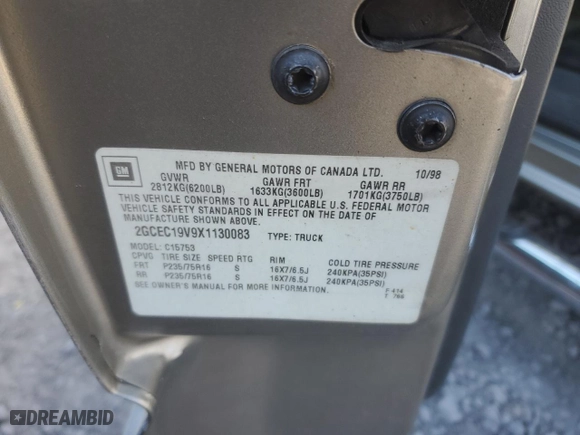 GM
MFD BY GENERAL MOTORS OF CANADA LTD. 10/98
GVWR GAWR FRT GAWR RR
2812KG(6200LB) 1633KG(3600LB) 1701KG(3750LB)
THIS VEHICLE CONFORMS TO ALL APPLICABLE U.S. FEDERAL MOTOR
VEHICLE SAFETY STANDARDS IN EFFECT ON THE DATE OF
MANUFACTURE SHOWN ABOVE.
2GCEC19V9X1130083 TYPE: TRUCK
MODEL: C15753
CPVG TIRE SIZE SPEED RTG RIM COLD TIRE PRESSURE
FRT P235/75R16 S 16X7/6.5J 240KPA(35PSI)
RR P235/75R16 S 16X7/6.5J 240KPA(35PSI)
SEE OWNER'S MANUAL FOR MORE INFORMATION.
DREAMBID